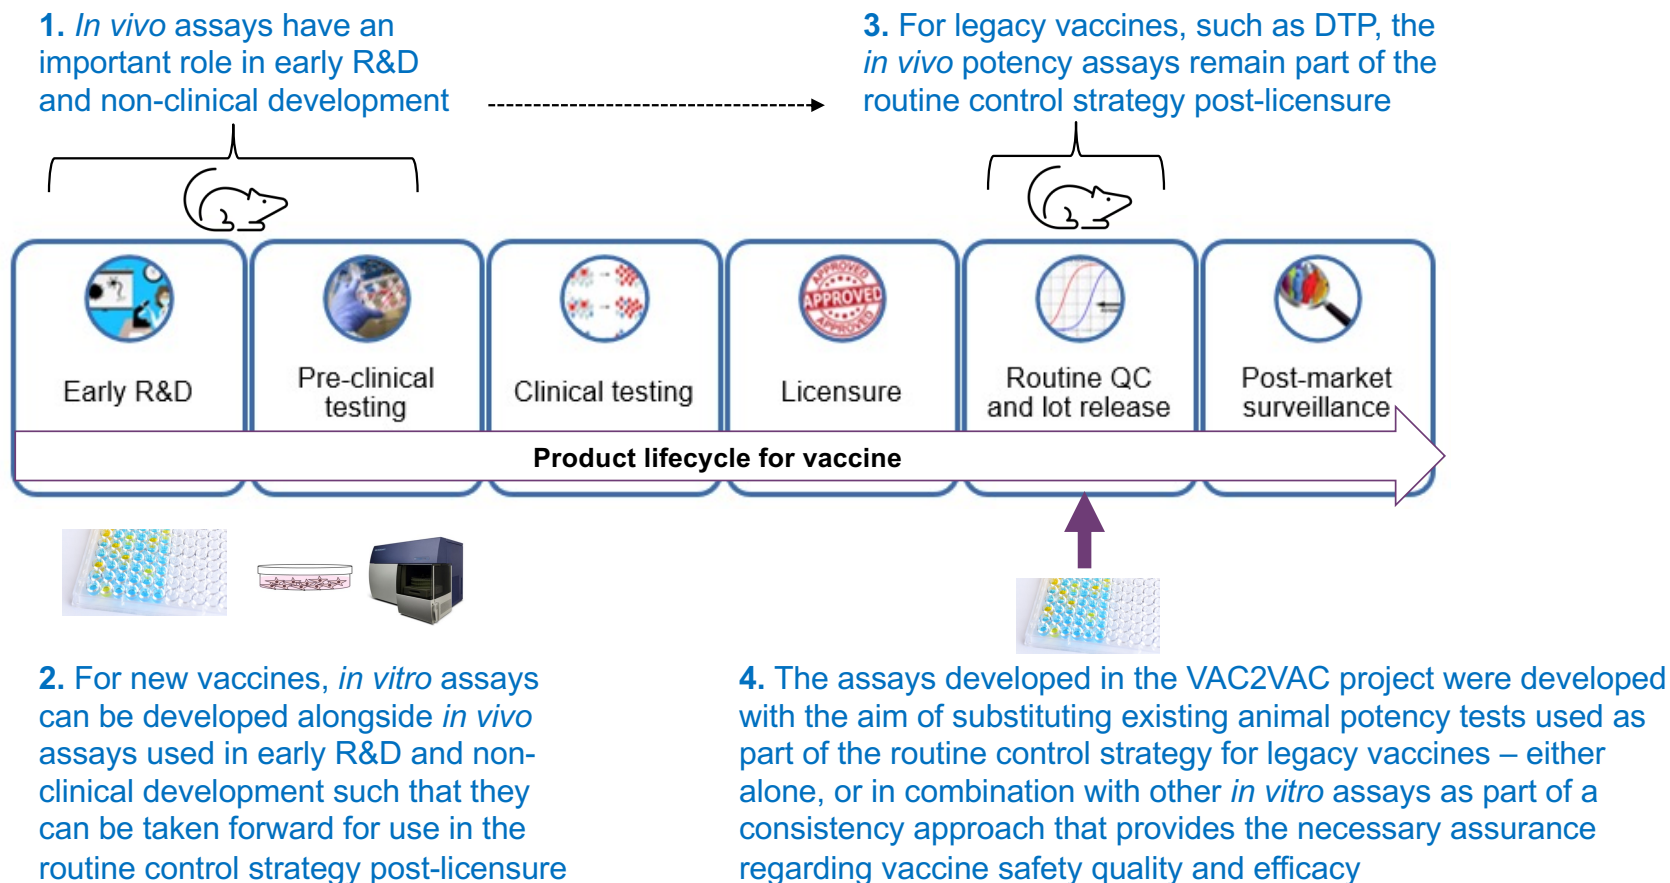 1. In vivo assays have an
important role in early R&D
and non-clinical development
3. For legacy vaccines, such as DTP, the
in vivo potency assays remain part of the
routine control strategy post-licensure
Early R&D
Pre-clinical
testing
Clinical testing
APPROVED
APPROVED
APPROVED
Licensure
Routine QC
and lot release
Post-market
surveillance
Product lifecycle for vaccine
2. For new vaccines, in vitro assays
can be developed alongside in vivo
assays used in early R&D and non-
clinical development such that they
can be taken forward for use in the
routine control strategy post-licensure
4. The assays developed in the VAC2VAC project were developed
with the aim of substituting existing animal potency tests used as
part of the routine control strategy for legacy vaccines – either
alone, or in combination with other in vitro assays as part of a
consistency approach that provides the necessary assurance
regarding vaccine safety quality and efficacy